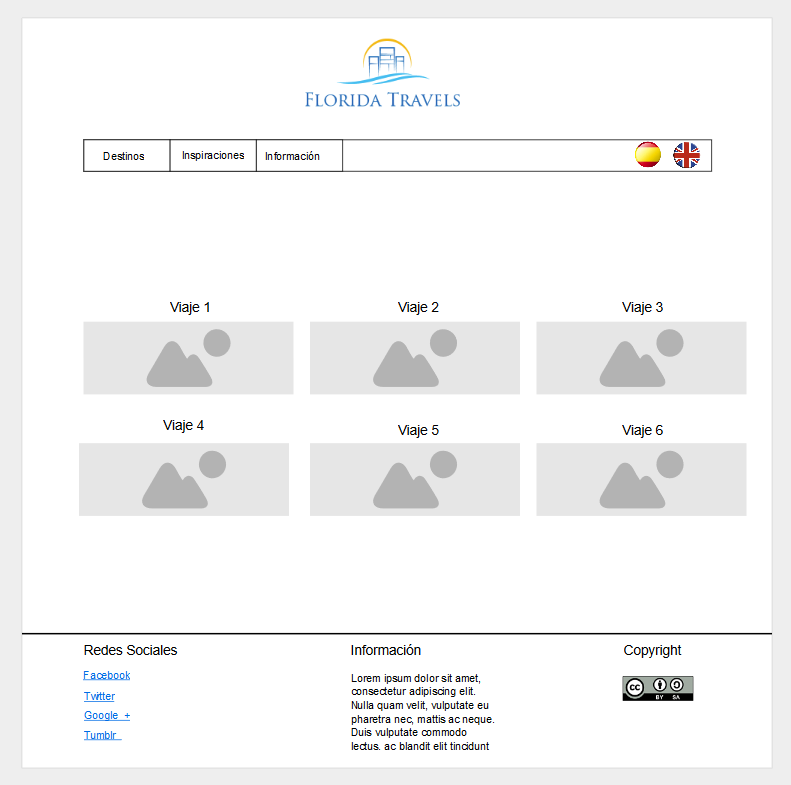 FLORIDA TRAVELS
Destinos
Inspiraciones
Información
Viaje 1
Viaje 2
Viaje 3
Viaje 4
Viaje 5
Viaje 6
Redes Sociales
Facebook
Twitter
Google +
Tumblr
Información
Lorem ipsum dolor sit amet,
consectetur adipiscing elit.
Nulla quam velit, vulputate eu
pharetra nec, mattis ac neque.
Duis vulputate commodo
lectus. ac blandit elit tincidunt
Copyright
cc
BY SA